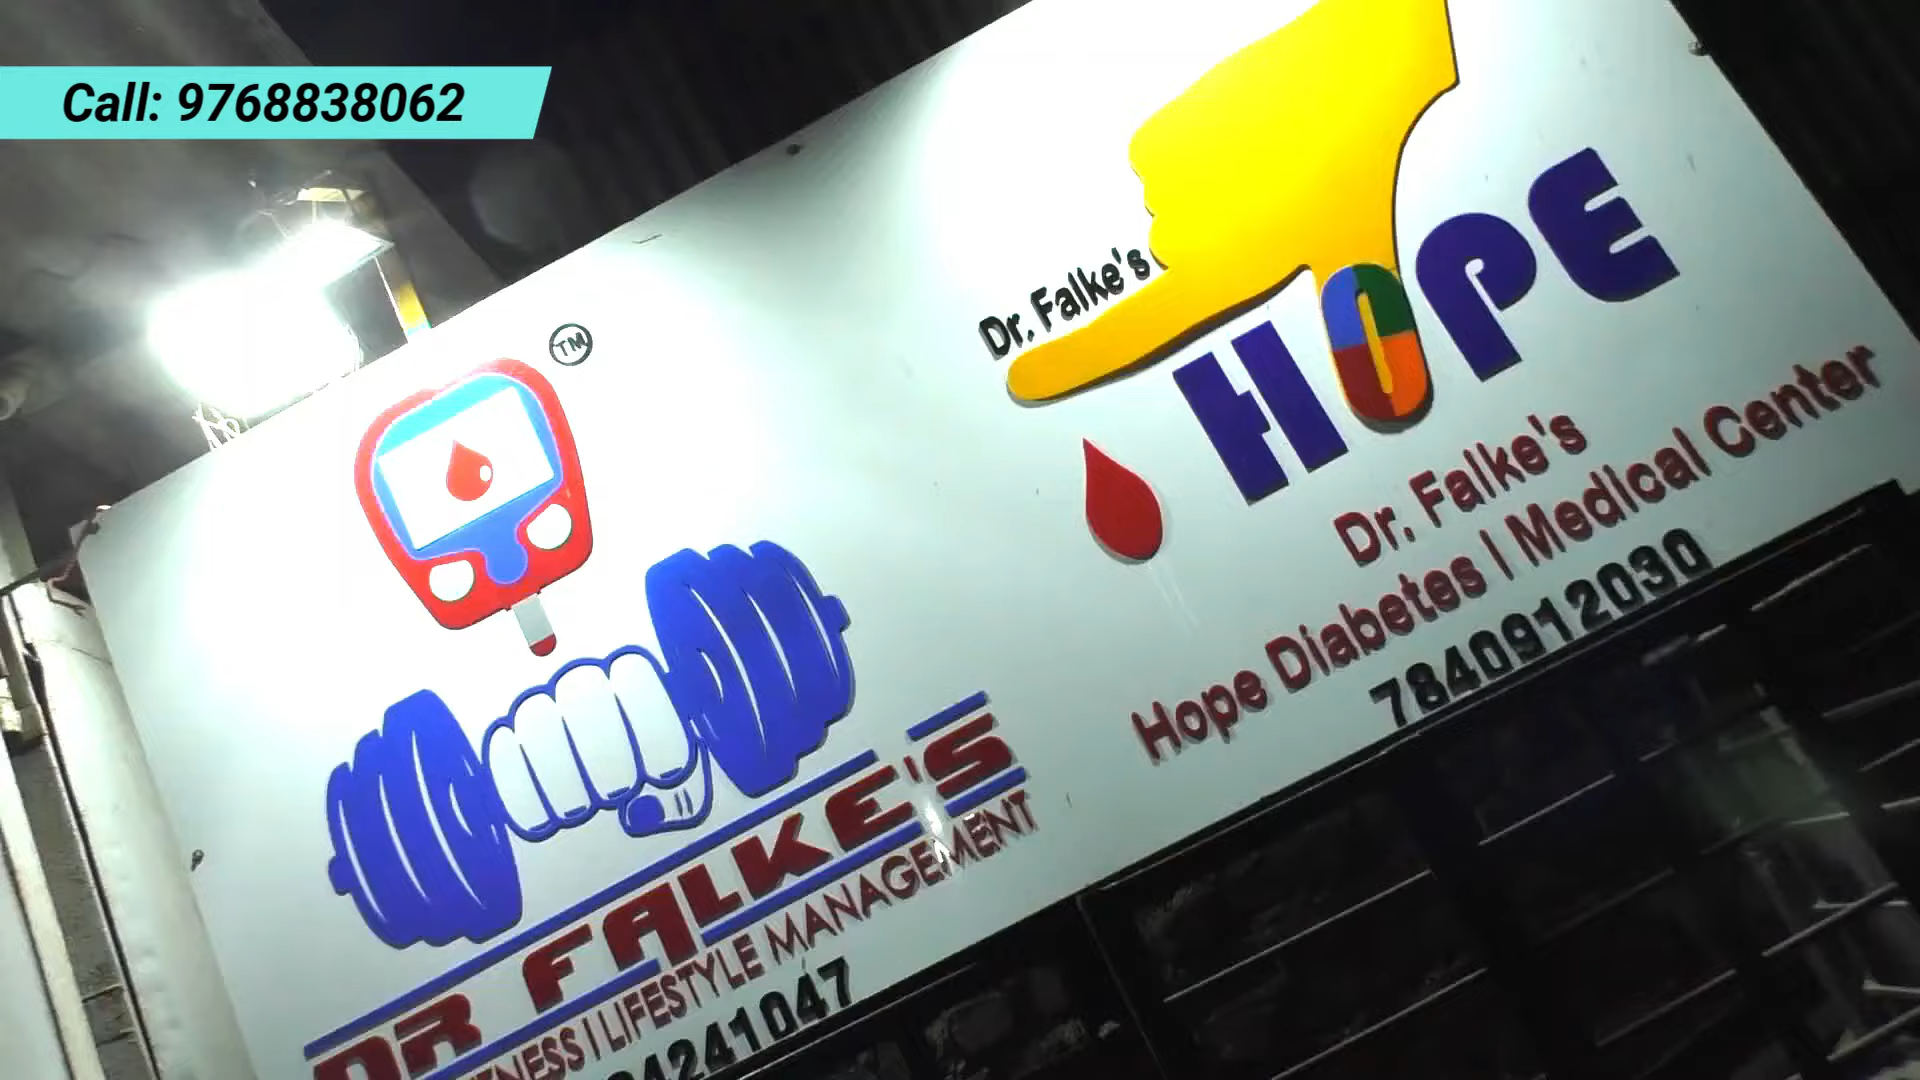 Call: 9768838062
TM
DR FALKE'S
LIFESTYLE MANAGEMENT
Dr. Falke's
HOPE
Dr. Falke's
Hope Diabetes | Medical Center
7840912030